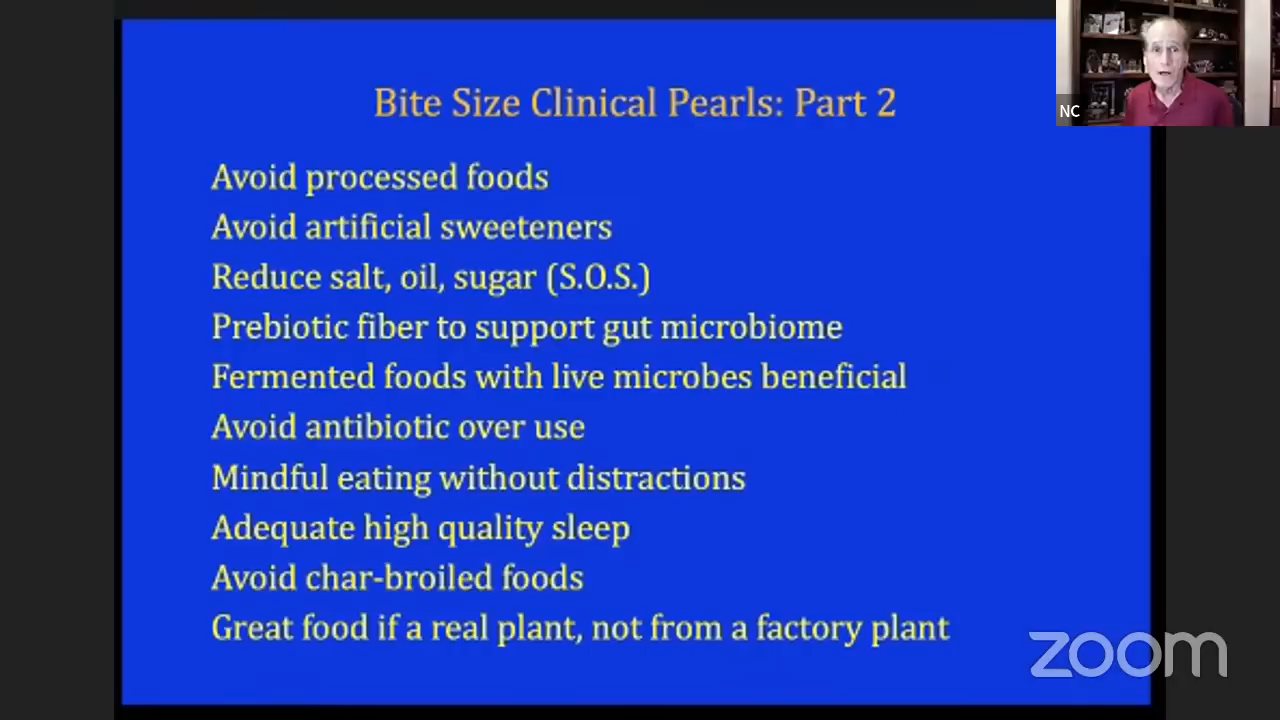 Bite Size Clinical Pearls: Part 2
NC
Avoid processed foods
Avoid artificial sweeteners
Reduce salt, oil, sugar (S.O.S.)
Prebiotic fiber to support gut microbiome
Fermented foods with live microbes beneficial
Avoid antibiotic over use
Mindful eating without distractions
Adequate high quality sleep
Avoid char-broiled foods
Great food if a real plant, not from a factory plant
zoom